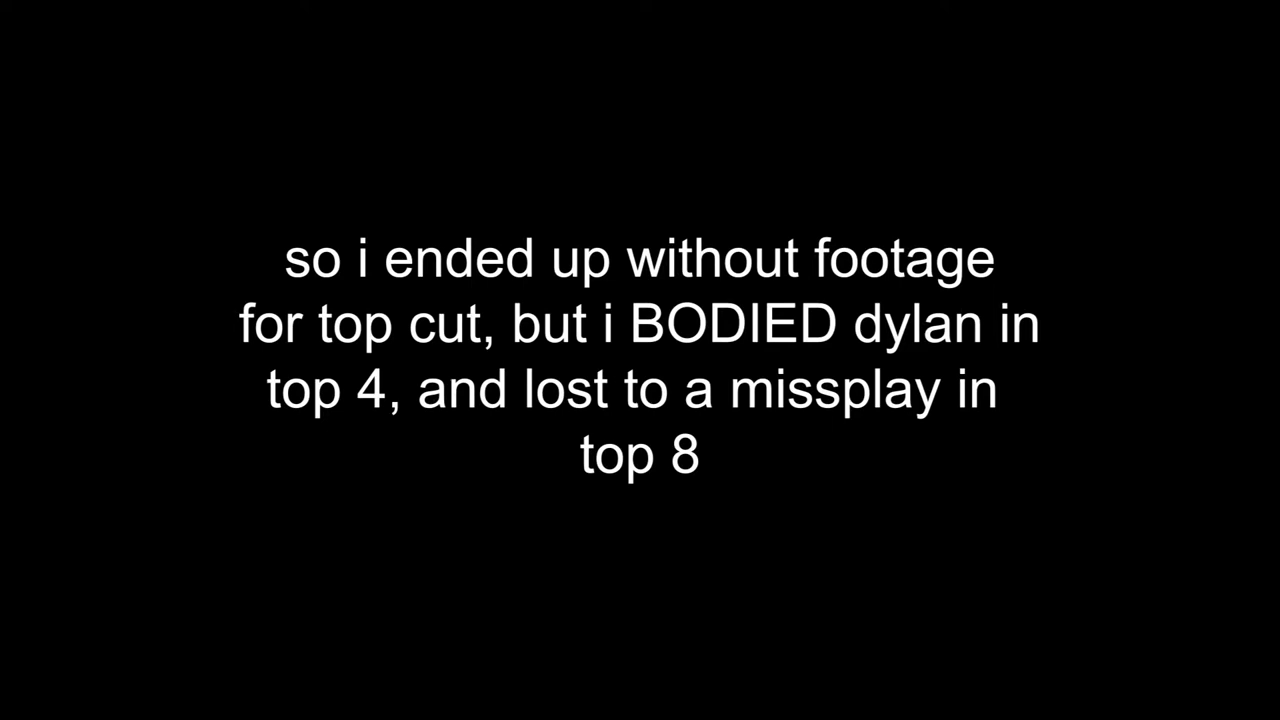 so i ended up without footage
for top cut, but i BODIED dylan in
top 4, and lost to a missplay in
top 8